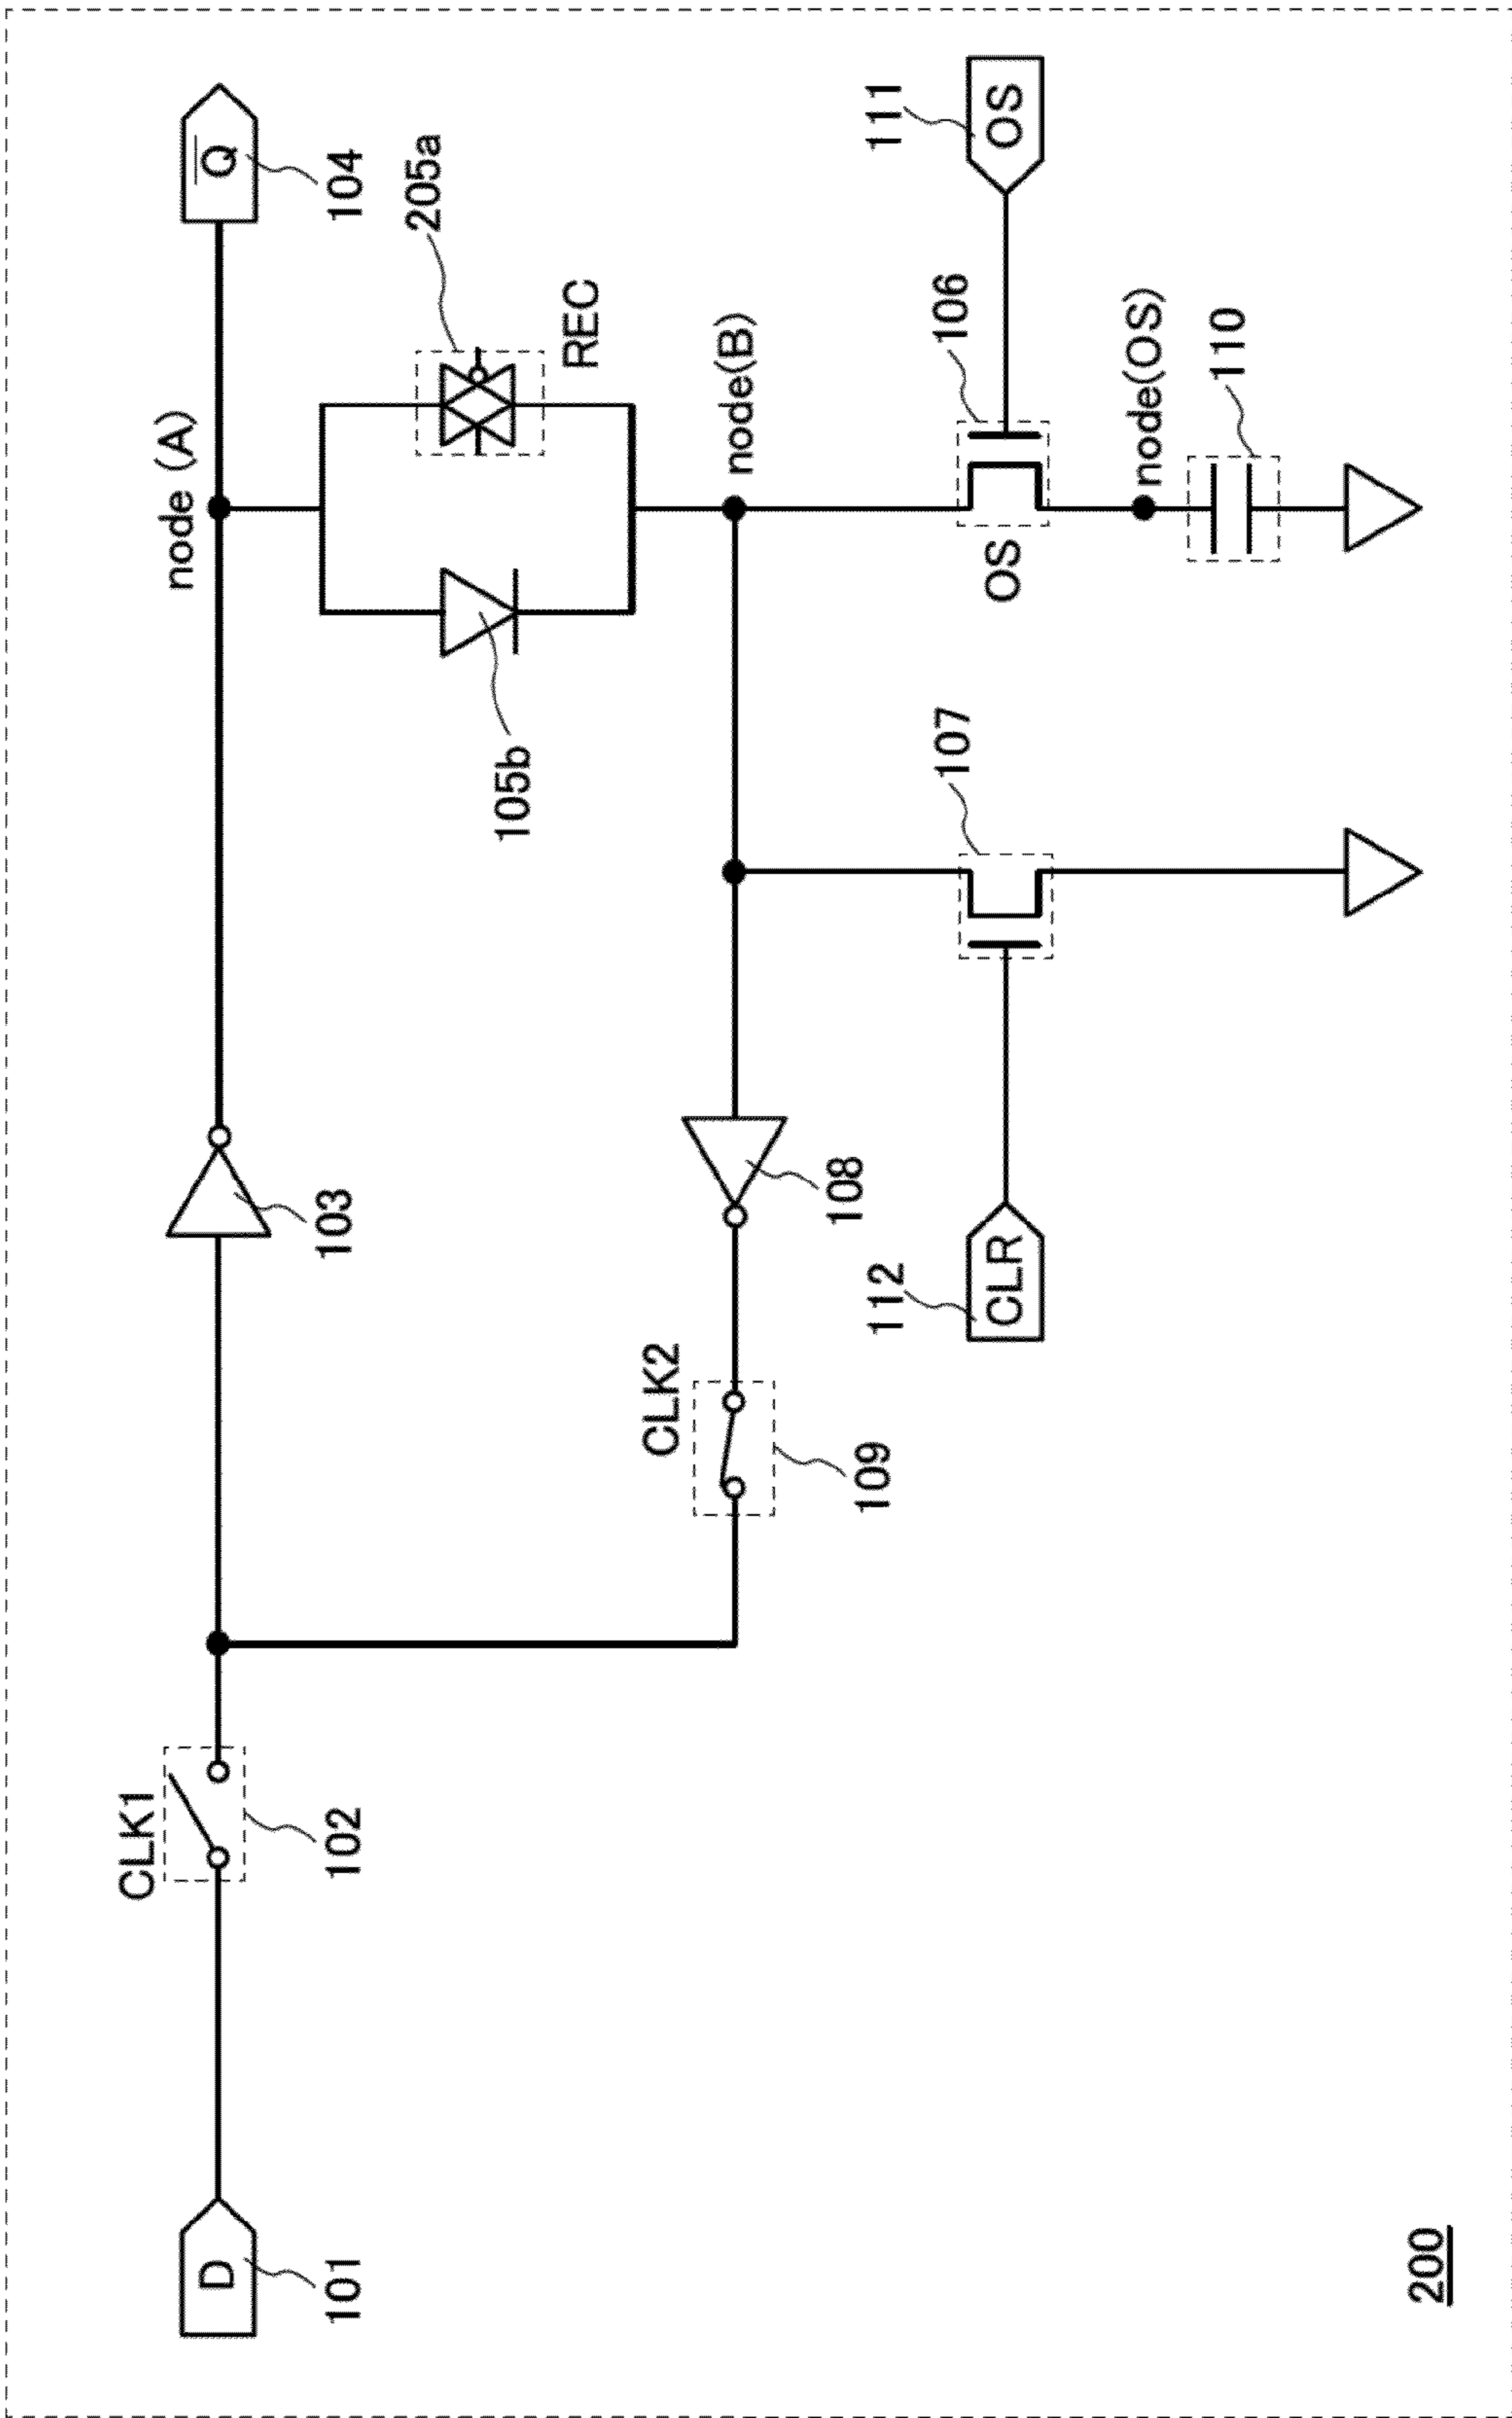 node (A)
Q
104
205a
REC
105b
node(B)
103
CLK1
102
D
101
CLK2
109
108
107
106
OS
111
OS
node(OS)
110
112
CLR
200